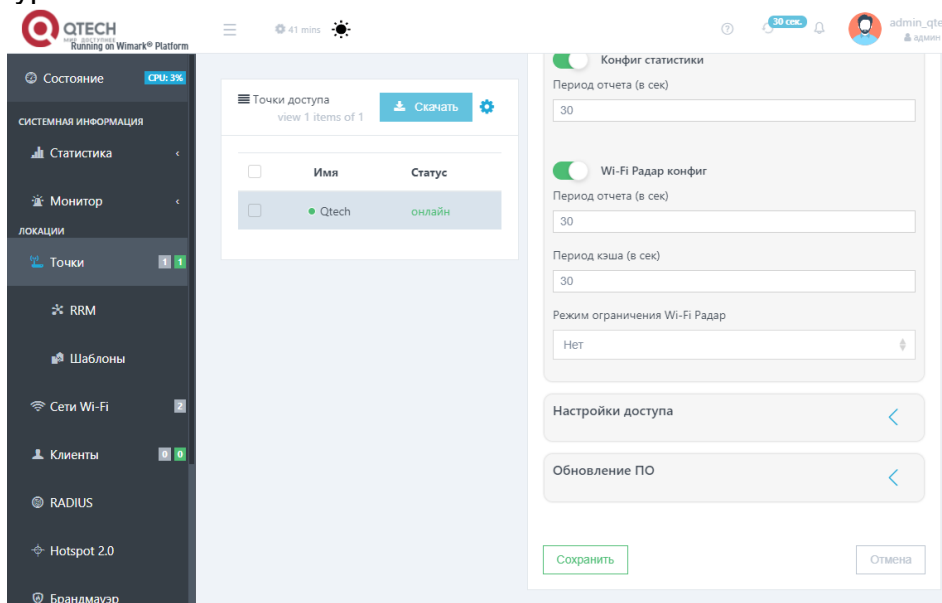 QTECH
МИР ДОСТУПНЕЕ
Running on Wimark® Platform
41 mins
30 сек.
admin_qte
админ
Состояние
CPU: 3%
СИСТЕМНАЯ ИНФОРМАЦИЯ
Статистика
Монитор
ЛОКАЦИИ
Точки
1 1
RRM
Шаблоны
Сети Wi-Fi
2
Клиенты
0 0
RADIUS
Hotspot 2.0
Брандмауэр
Точки доступа
view 1 items of 1
Скачать
Имя Статус
Qtech онлайн
Конфиг статистики
Период отчета (в сек)
30
Wi-Fi Радар конфиг
Период отчета (в сек)
30
Период кэша (в сек)
30
Режим ограничения Wi-Fi Радар
Нет
Настройки доступа
Обновление ПО
Сохранить
Отмена